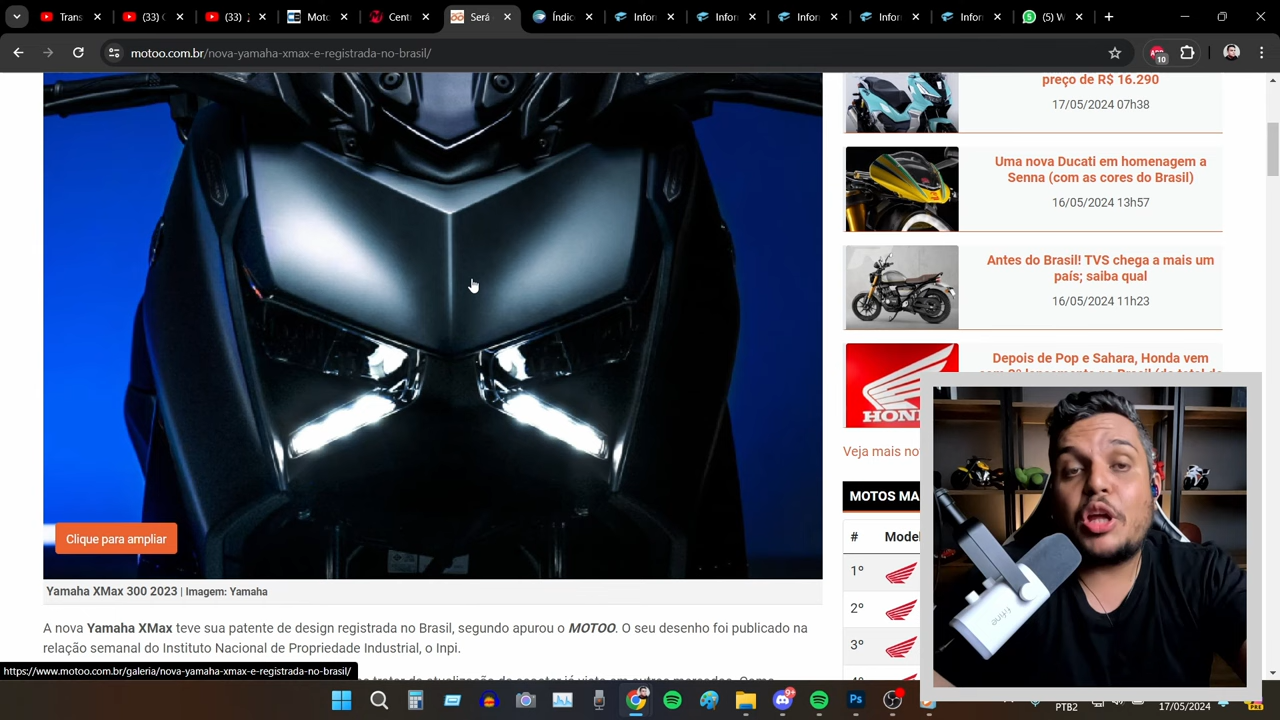 Trans
(33)
(33)
Moto
Cent
Será
Índic
Infor
Infor
Infor
Infor
Infor
(5) W
motoo.com.br/nova-yamaha-xmax-e-registrada-no-brasil/
10
preço de R$ 16.290
17/05/2024 07h38
Uma nova Ducati em homenagem a
Senna (com as cores do Brasil)
16/05/2024 13h57
Antes do Brasil! TVS chega a mais um
país; saiba qual
16/05/2024 11h23
Depois de Pop e Sahara, Honda vem
HON
Veja mais no
MOTOS MA
# Model
1º
2º
3º
Clique para ampliar
Yamaha XMax 300 2023 | Imagem: Yamaha
A nova Yamaha XMax teve sua patente de design registrada no Brasil, segundo apurou o MOTOO. O seu desenho foi publicado na
relação semanal do Instituto Nacional de Propriedade Industrial, o Inpi.
https://www.motoo.com.br/galeria/nova-yamaha-xmax-e-registrada-no-brasil/
fifine
PTB2
17/05/2024